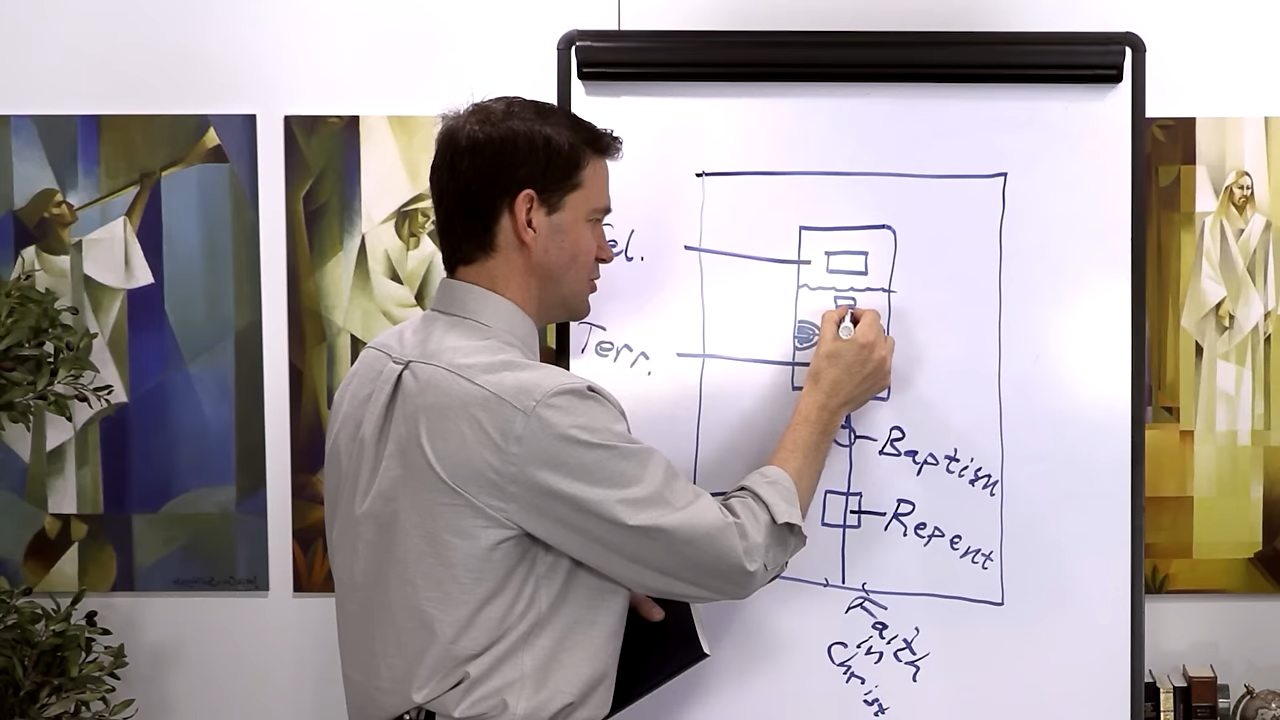 el.
Terr.
Baptism
Repent
Faith
in
Christ